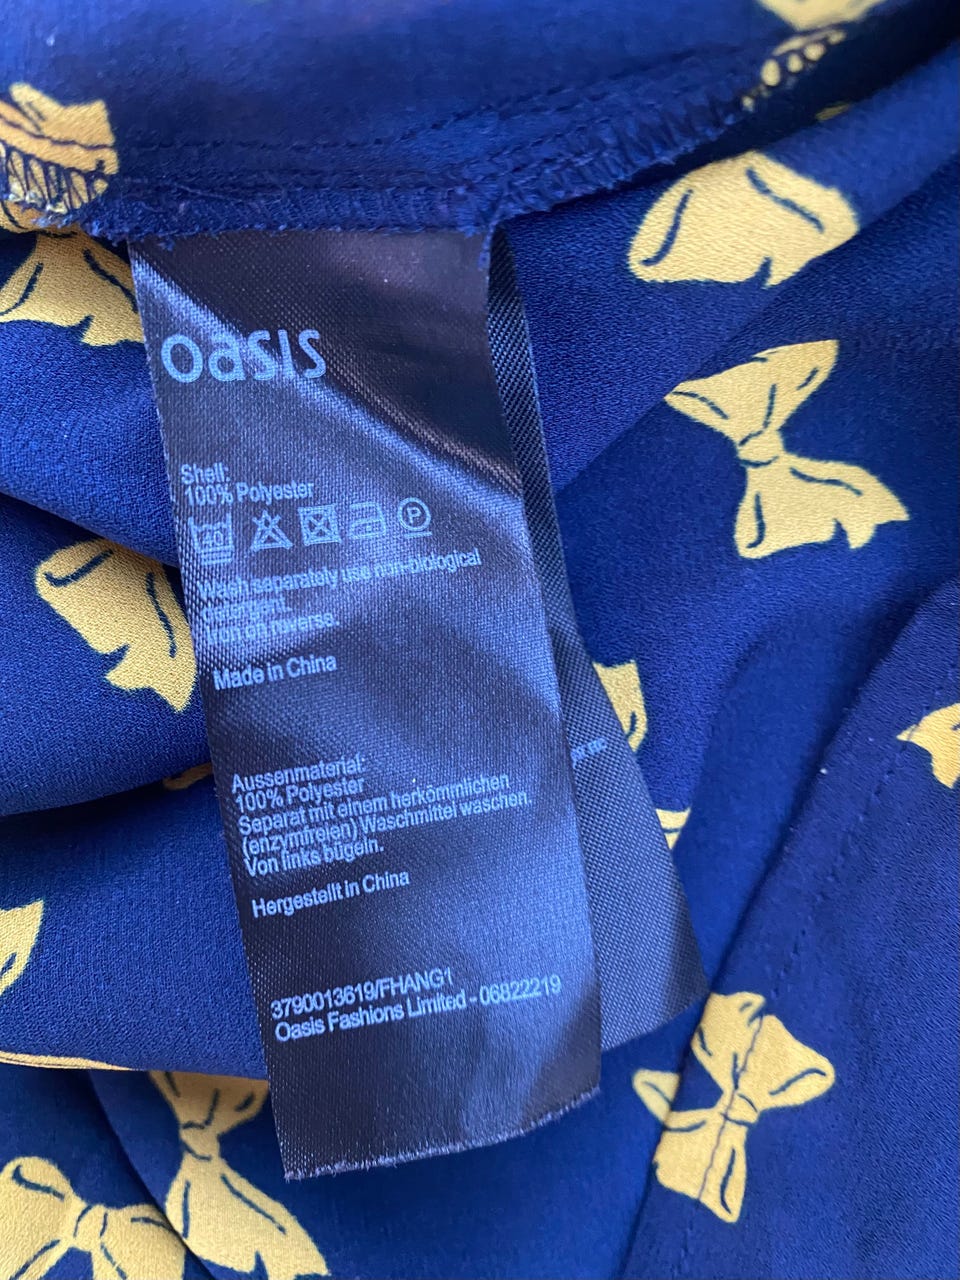 oasis
Shell:
100% Polyester
40
P
Wash separately use non-biological
detergent.
Iron on reverse.
Made in China
Aussenmaterial:
100% Polyester
Separat mit einem herkömmlichen
(enzymfreien) Waschmittel waschen.
Von links bügeln.
Hergestellt in China
3790013619/FHANG1
Oasis Fashions Limited - 06822219